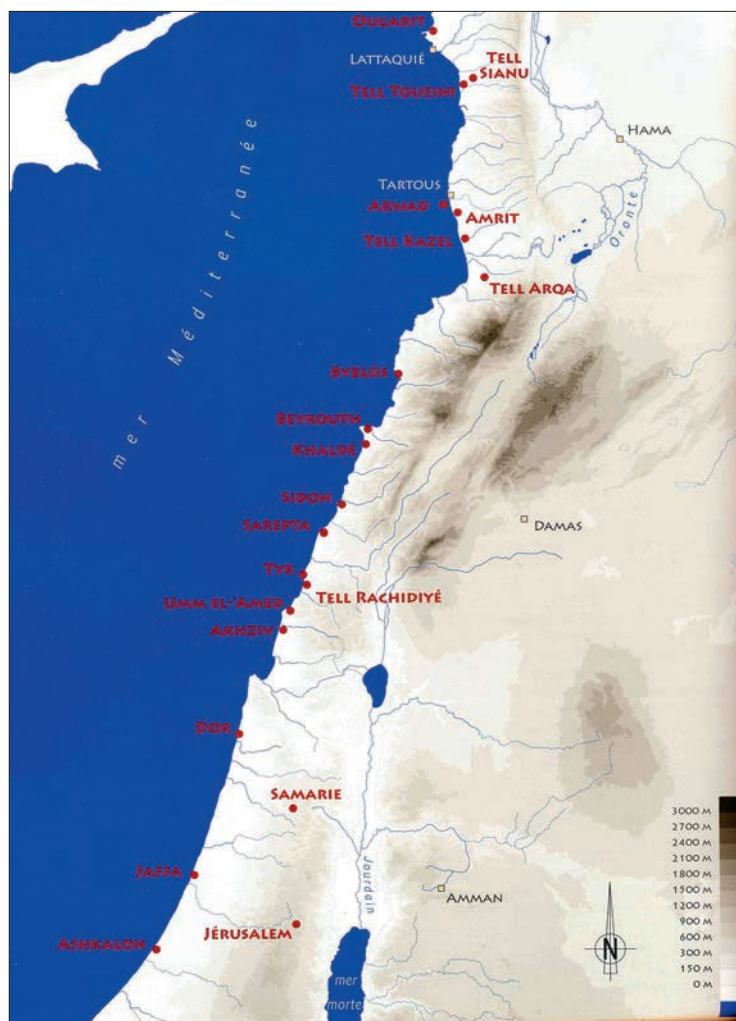 OUGARIT
LATTAQUIÉ
TELL
SIANU
TELL TOUEINI
HAMA
TARTOUS
ARWAD
AMRIT
Oronte
TELL KAZEL
TELL ARQA
mer Méditerranée
BYBLOS
BEYROUTH
KHALDÉ
SIDON
SAREPTA
DAMAS
TYR
TELL RACHIDIYÉ
UMM EL-'AMED
AKHZIV
DOR
SAMARIE
JAFFA
Jourdain
AMMAN
JÉRUSALEM
ASHKALON
mer
morte
3000 M
2700 M
2400 M
2100 M
1800 M
1500 M
1200 M
900 M
600 M
300 M
150 M
0 M
N